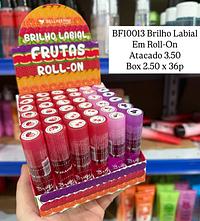 BRILHO LABIAL
FRUTAS
ROLL-ON
BF10013 Brilho Labial
Em Roll-On
Atacado 3.50
Box 2.50 x 36p